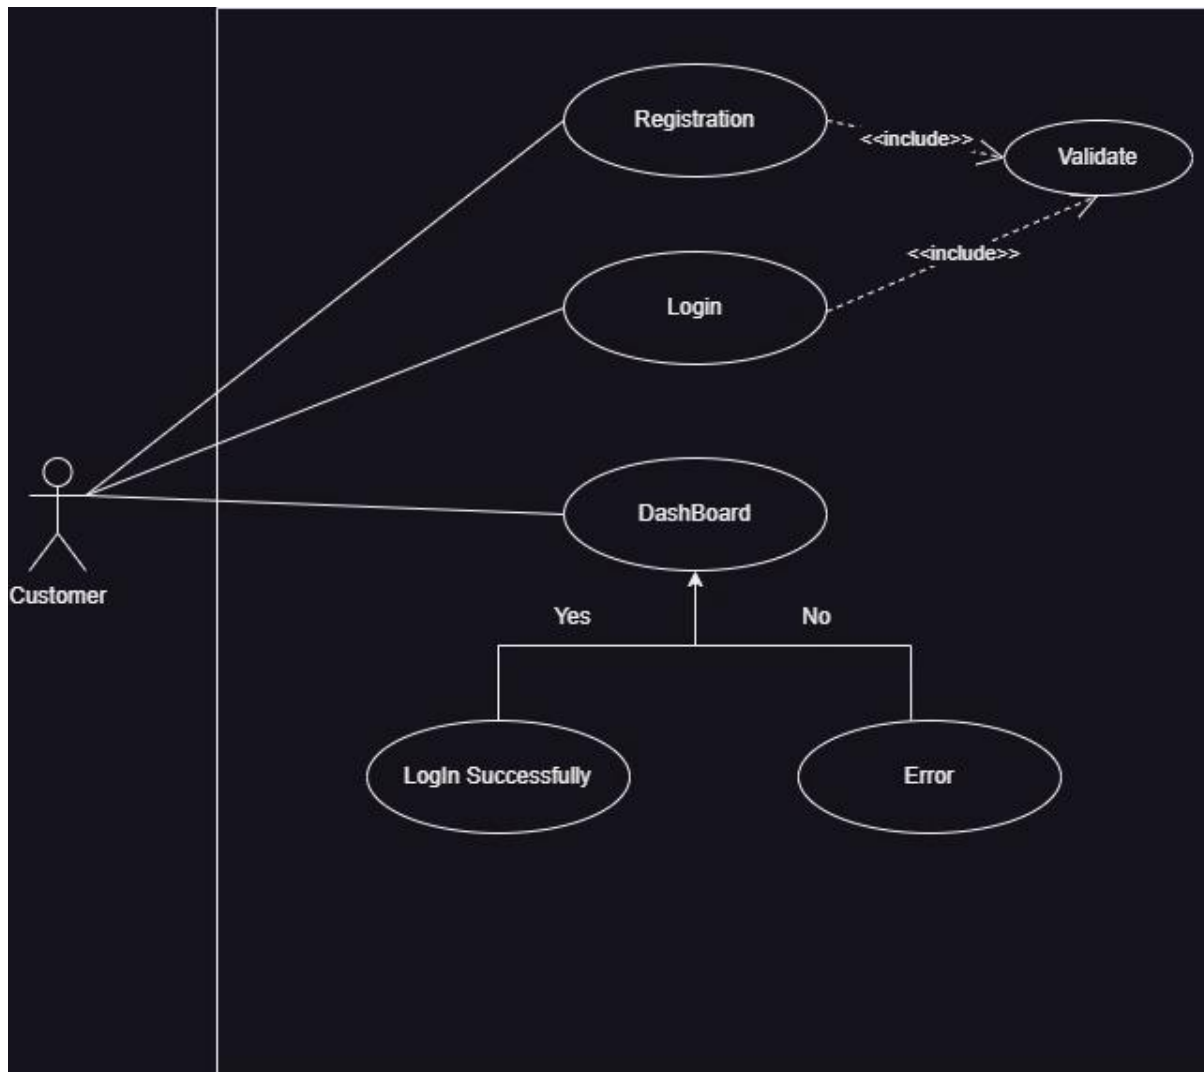 Registration
<<include>>
Validate
<<include>>
Login
DashBoard
Customer
Yes
No
LogIn Successfully
Error